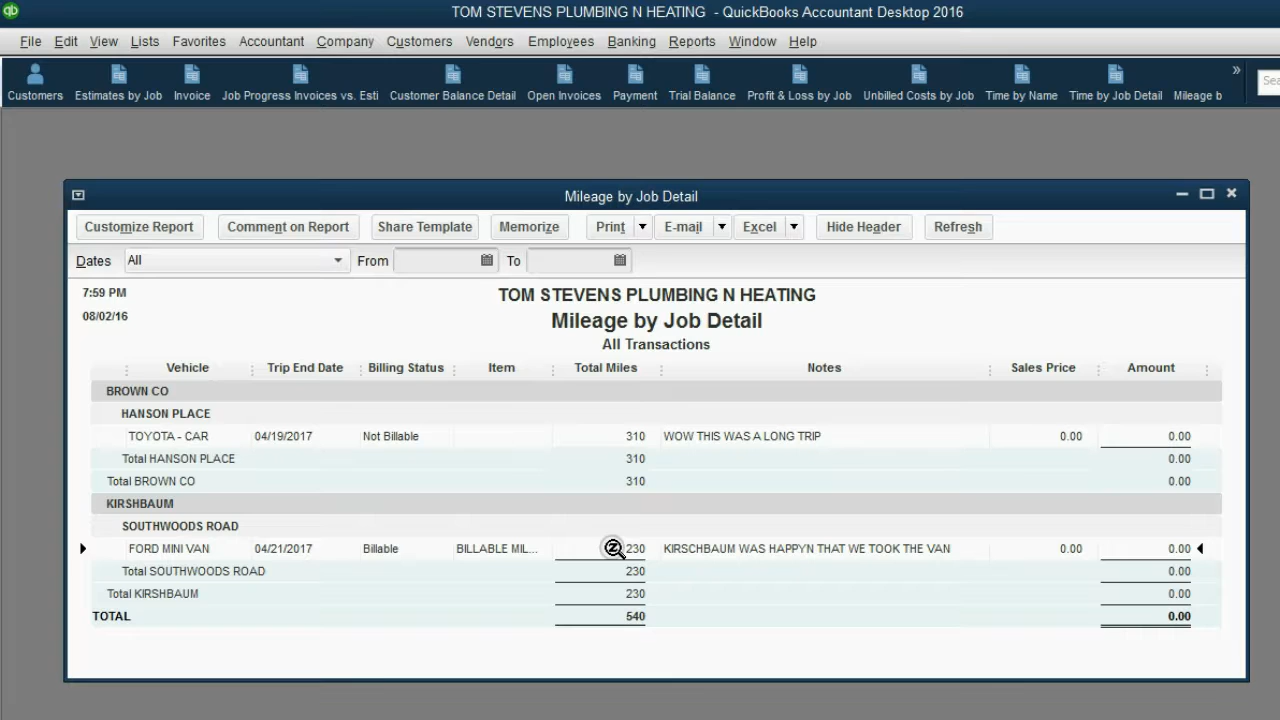 qb
TOM STEVENS PLUMBING N HEATING - QuickBooks Accountant Desktop 2016
File Edit View Lists Favorites Accountant Company Customers Vendors Employees Banking Reports Window Help
Customers Estimates by Job Invoice Job Progress Invoices vs. Esti Customer Balance Detail Open Invoices Payment Trial Balance Profit & Loss by Job Unbilled Costs by Job Time by Name Time by Job Detail Mileage b » Sea
Mileage by Job Detail
Customize Report Comment on Report Share Template Memorize Print E-mail Excel Hide Header Refresh
Dates All From To
7:59 PM TOM STEVENS PLUMBING N HEATING
Mileage by Job Detail
08/02/16
All Transactions
Vehicle Trip End Date Billing Status Item Total Miles Notes Sales Price Amount
BROWN CO
HANSON PLACE
TOYOTA - CAR 04/19/2017 Not Billable 310 WOW THIS WAS A LONG TRIP 0.00 0.00
Total HANSON PLACE 310 0.00
Total BROWN CO 310 0.00
KIRSHBAUM
SOUTHWOODS ROAD
FORD MINI VAN 04/21/2017 Billable BILLABLE MIL... 230 KIRSCHBAUM WAS HAPPY'N THAT WE TOOK THE VAN 0.00 0.00
Total SOUTHWOODS ROAD 230 0.00
Total KIRSHBAUM 230 0.00
TOTAL 540 0.00